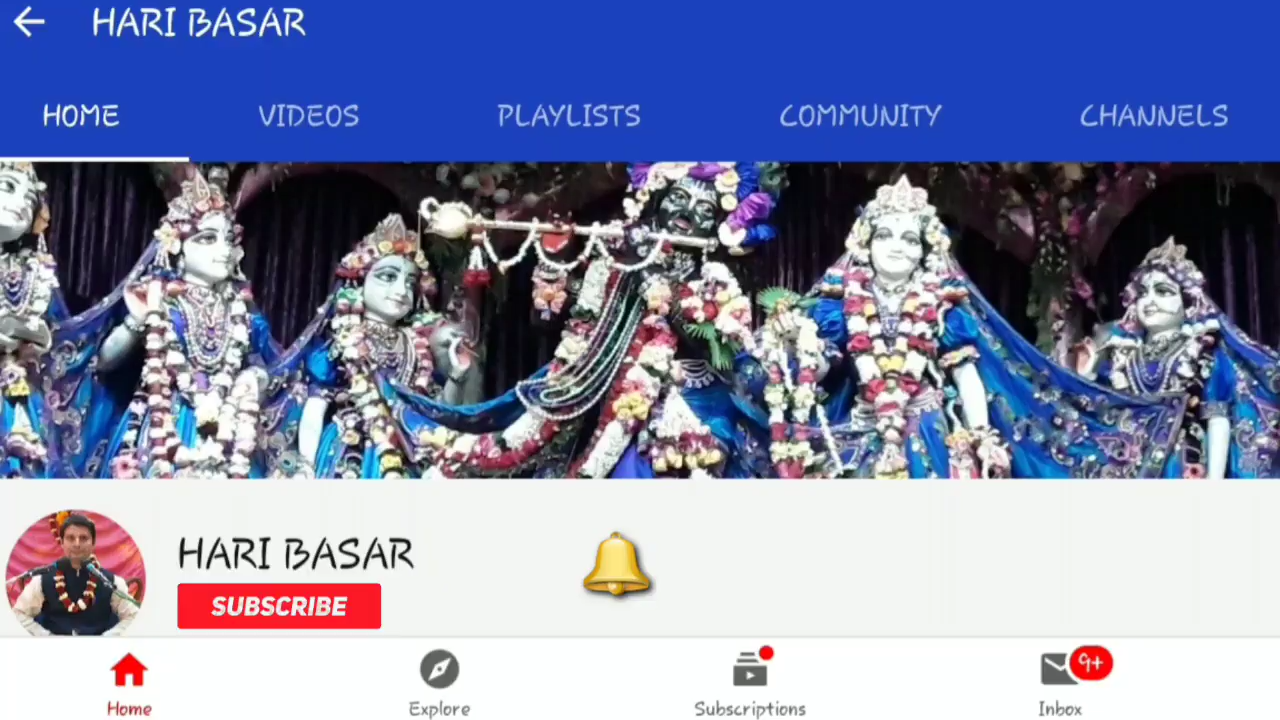 HARI BASAR
HOME VIDEOS PLAYLISTS COMMUNITY CHANNELS
HARI BASAR
SUBSCRIBE
9+
Home Explore Subscriptions Inbox